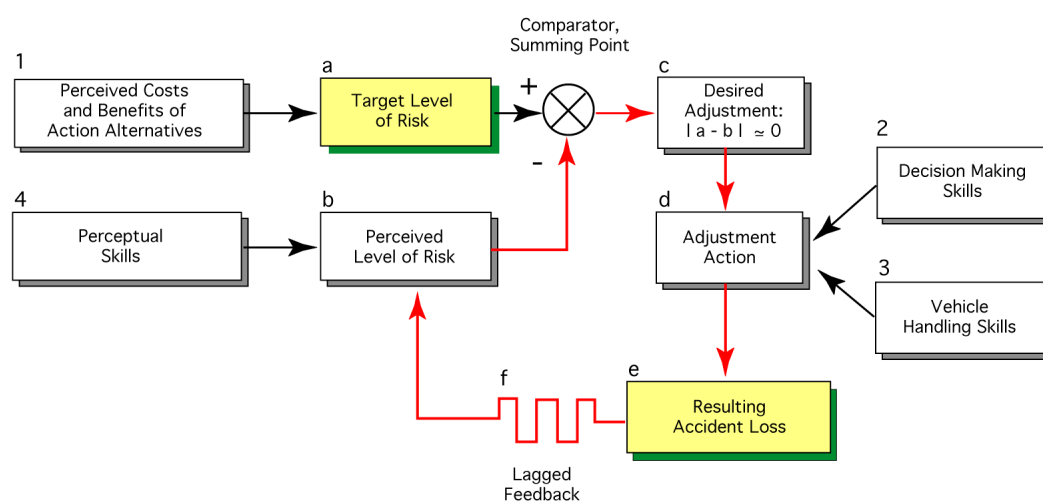 Comparator,
Summing Point
1
Perceived Costs
and Benefits of
Action Alternatives
a
Target Level
of Risk
+
-
c
Desired
Adjustment:
| a - b | ≃ 0
2
Decision Making
Skills
4
Perceptual
Skills
b
Perceived
Level of Risk
d
Adjustment
Action
3
Vehicle
Handling Skills
f
Lagged
Feedback
e
Resulting
Accident Loss